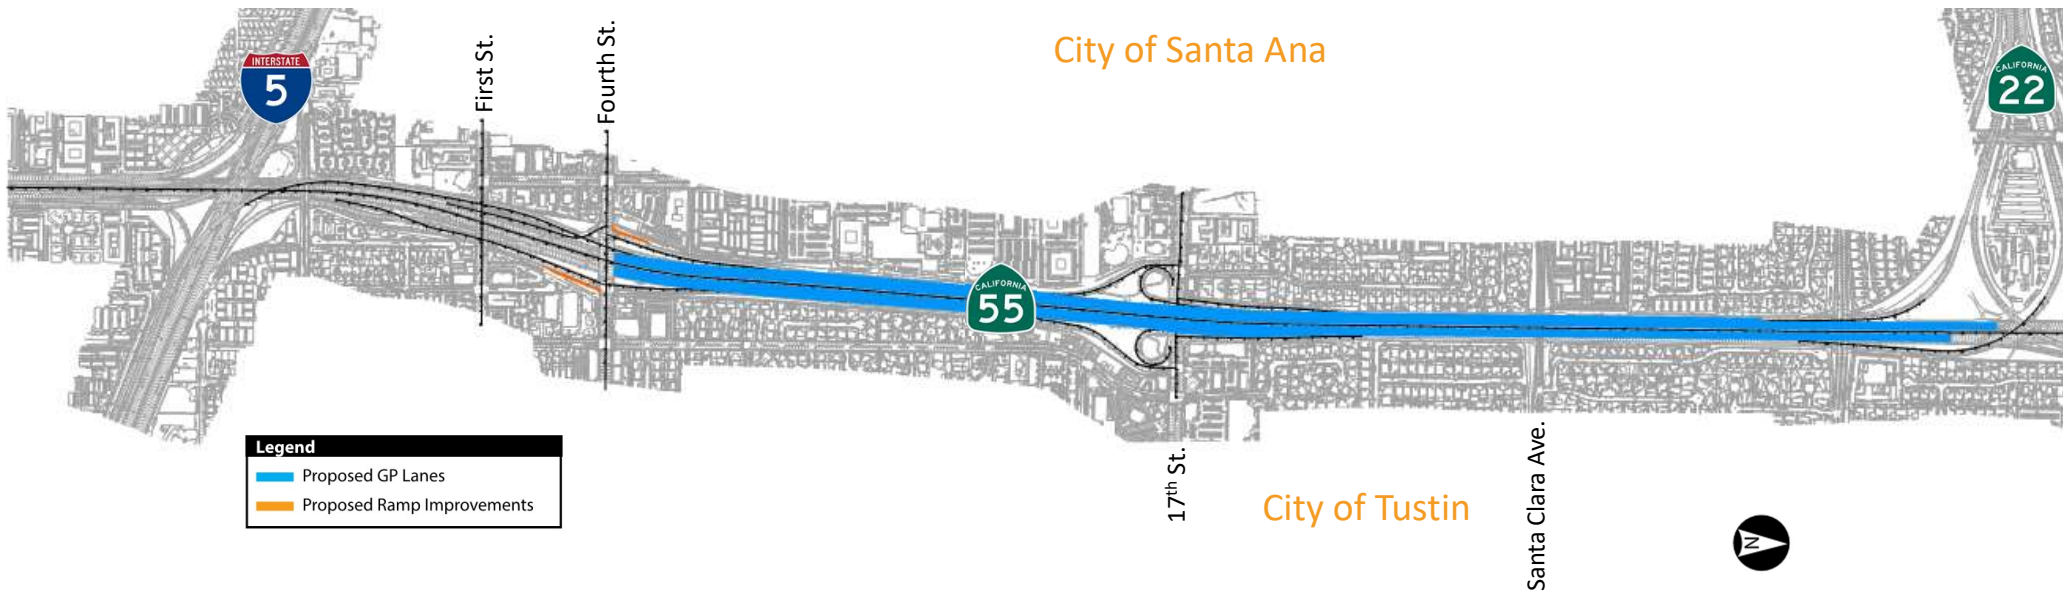 City of Santa Ana
INTERSTATE
5
First St.
Fourth St.
CALIFORNIA
22
CALIFORNIA
55
Legend
Proposed GP Lanes
Proposed Ramp Improvements
17th St.
City of Tustin
Santa Clara Ave.
N